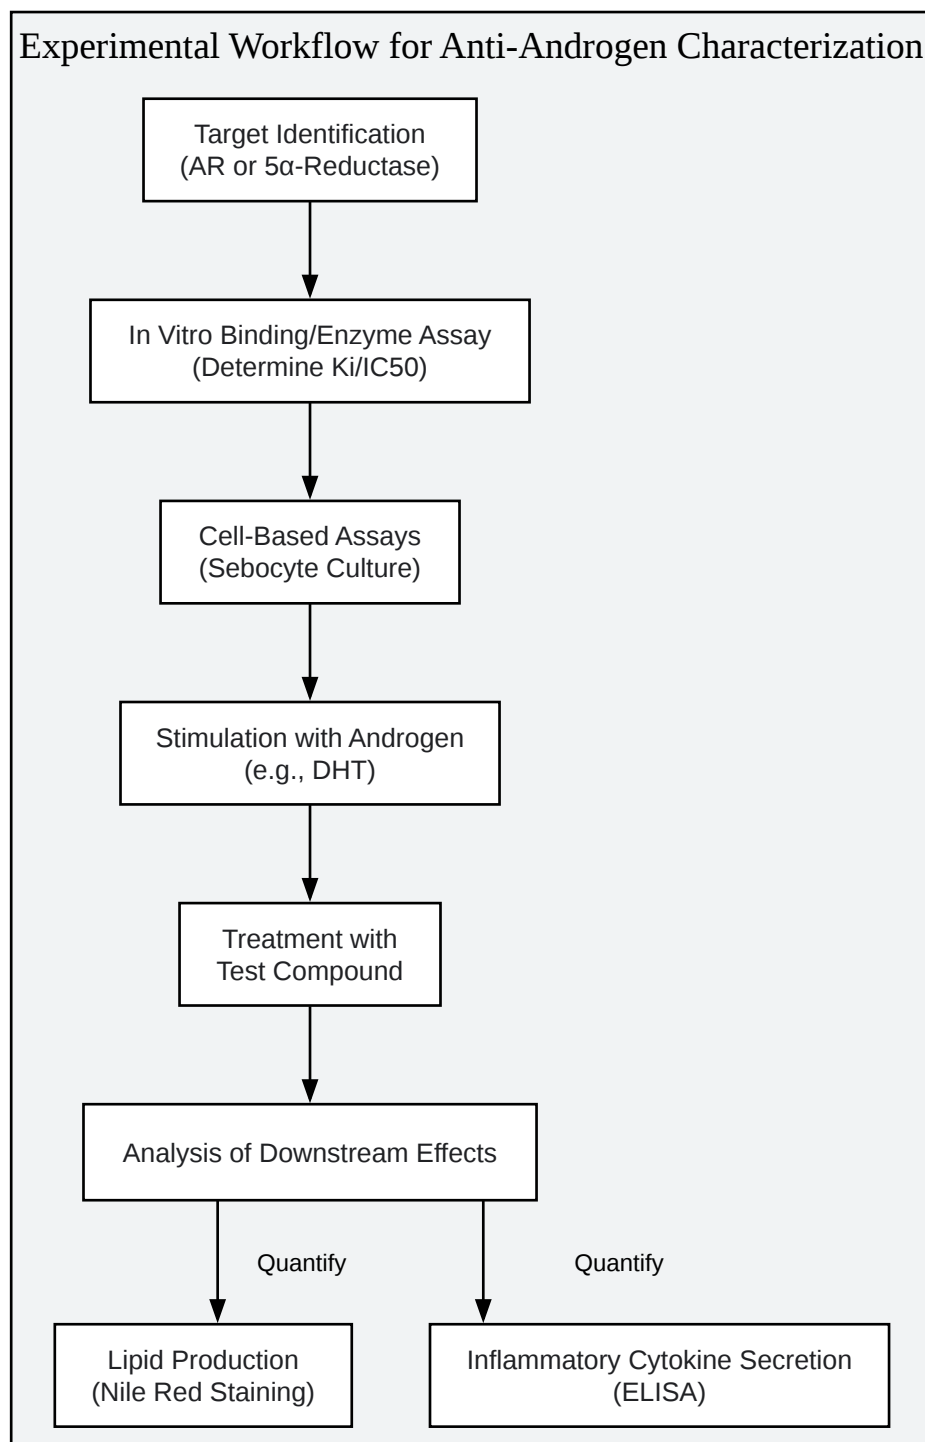 Experimental Workflow for Anti-Androgen Characterization
Target Identification
(AR or 5α-Reductase)
In Vitro Binding/Enzyme Assay
(Determine Ki/IC50)
Cell-Based Assays
(Sebocyte Culture)
Stimulation with Androgen
(e.g., DHT)
Treatment with
Test Compound
Analysis of Downstream Effects
Quantify
Quantify
Lipid Production
(Nile Red Staining)
Inflammatory Cytokine Secretion
(ELISA)